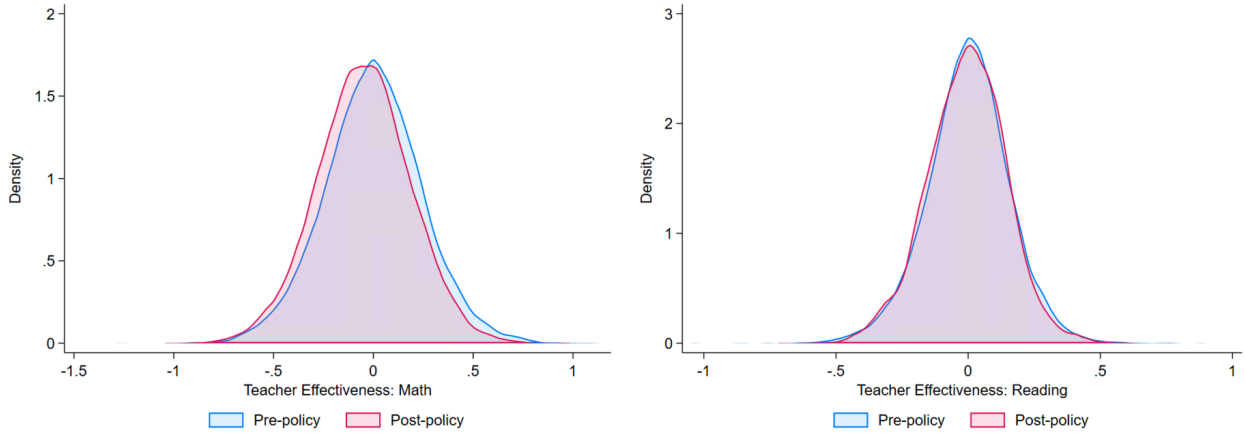 2
1.5
1
.5
0
Density
-1.5 -1 -.5 0 .5 1
Teacher Effectiveness: Math
Pre-policy Post-policy
3
2
1
0
Density
-1 -.5 0 .5 1
Teacher Effectiveness: Reading
Pre-policy Post-policy